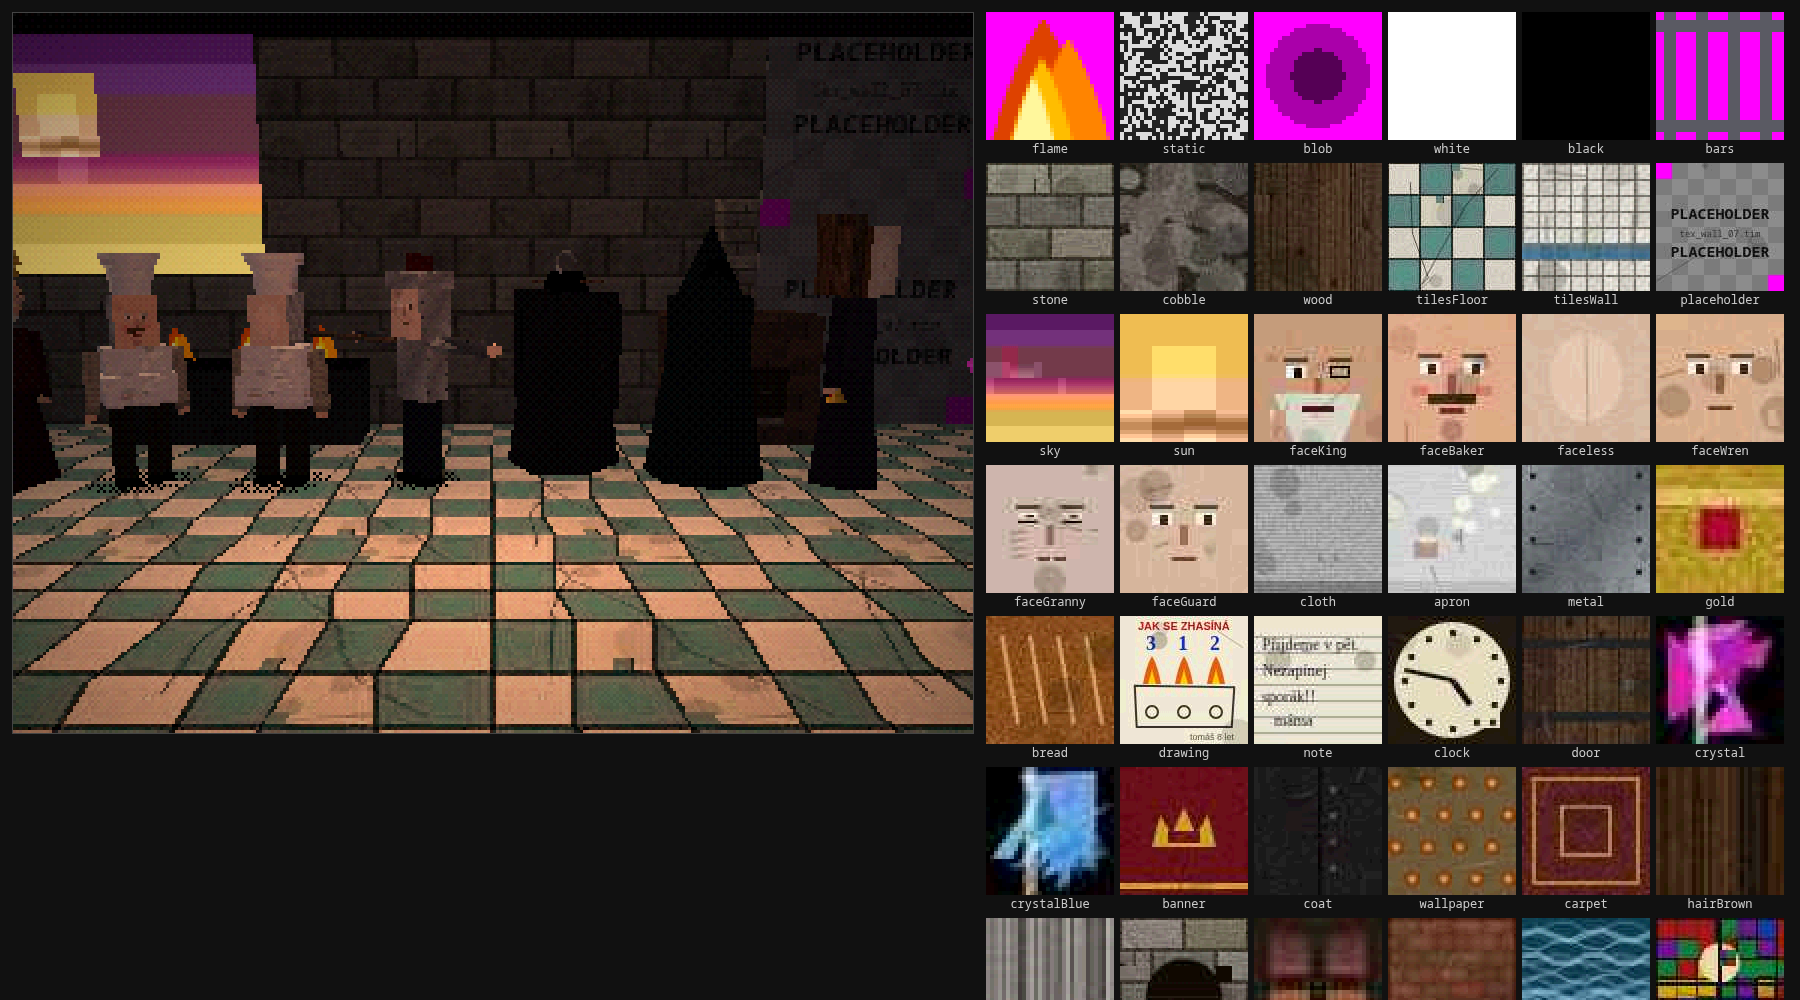 PLACEHOLDER
PLACEHOLDER
flame
static
blob
white
black
bars
PLACEHOLDER
tex_wall_07.tim
PLACEHOLDER
stone
cobble
wood
tilesFloor
tilesWall
placeholder
sky
sun
faceKing
faceBaker
faceless
faceWren
faceGranny
faceGuard
cloth
apron
metal
gold
JAK SE ZHASÍNÁ
3 1 2
tomáš 8 let
Přijdeme v pět.
Nezapínej
sporák!!
máma
bread
drawing
note
clock
door
crystal
crystalBlue
banner
coat
wallpaper
carpet
hairBrown